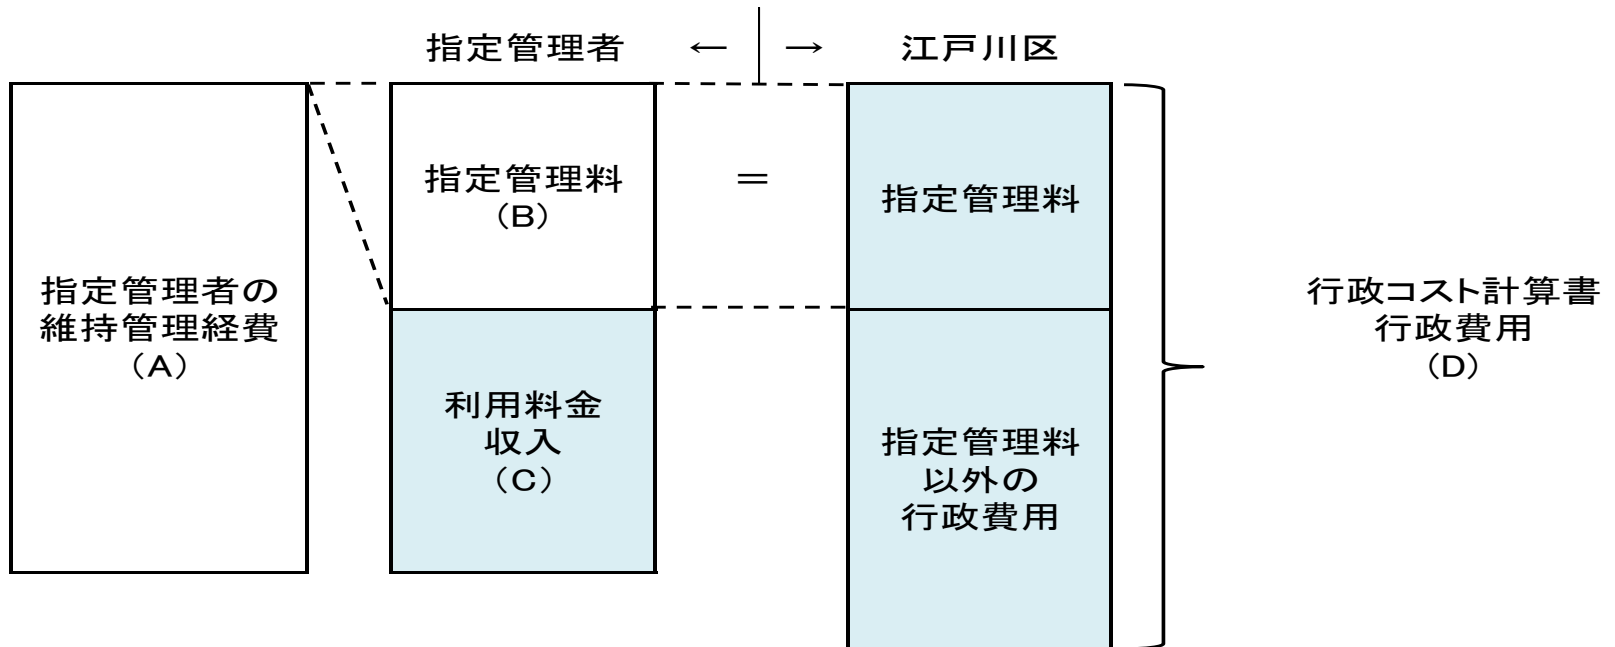 指定管理者 ← → 江戸川区
指定管理者の
維持管理経費
（A）
指定管理料
（B）
＝
指定管理料
利用料金
収入
（C）
指定管理料
以外の
行政費用
行政コスト計算書
行政費用
（D）